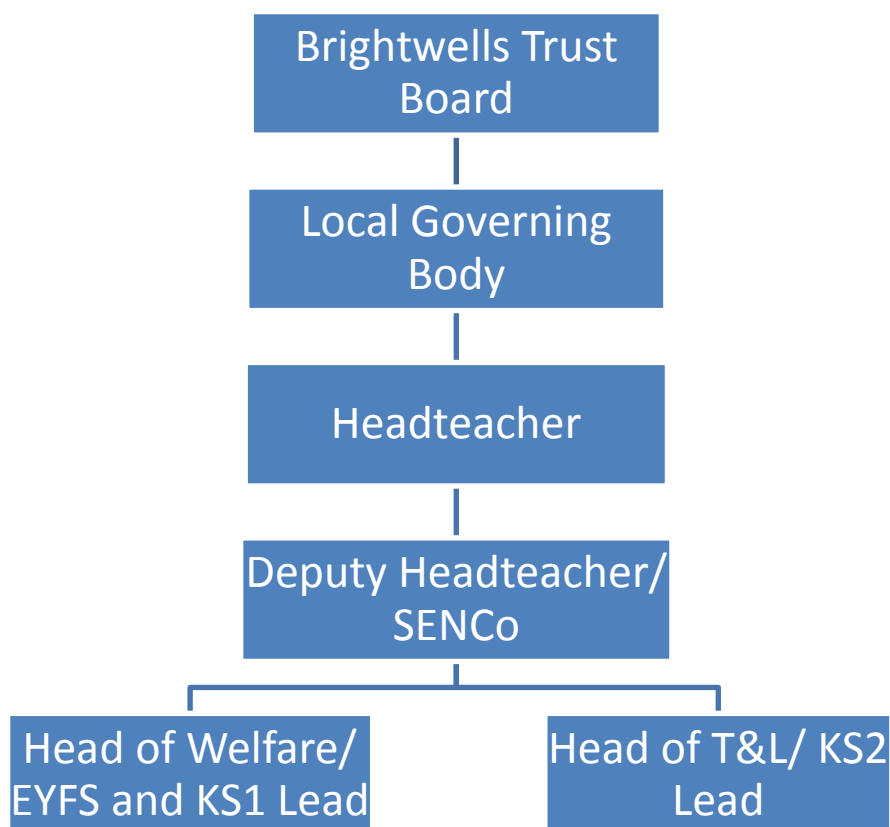 Brightwells Trust
Board
Local Governing
Body
Headteacher
Deputy Headteacher/
SENCo
Head of Welfare/
EYFS and KS1 Lead
Head of T&L/ KS2
Lead